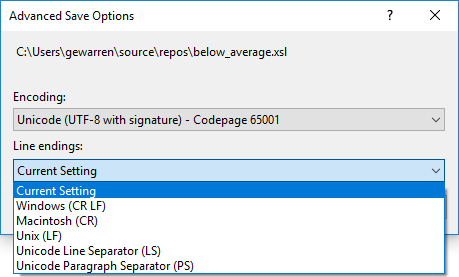 Advanced Save Options
C:\Users\gewarren\source\repos\below_average.xsl
Encoding:
Unicode (UTF-8 with signature) - Codepage 65001
Line endings:
Current Setting
Current Setting
Windows (CR LF)
Macintosh (CR)
Unix (LF)
Unicode Line Separator (LS)
Unicode Paragraph Separator (PS)